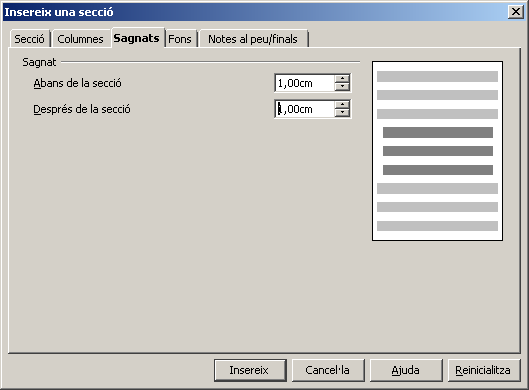 Insereix una secció
Secció Columnes Sagnats Fons Notes al peu/finals
Sagnat
Abans de la secció 1,00cm
Després de la secció 1,00cm
Insereix Cancel·la Ajuda Reinicialitza